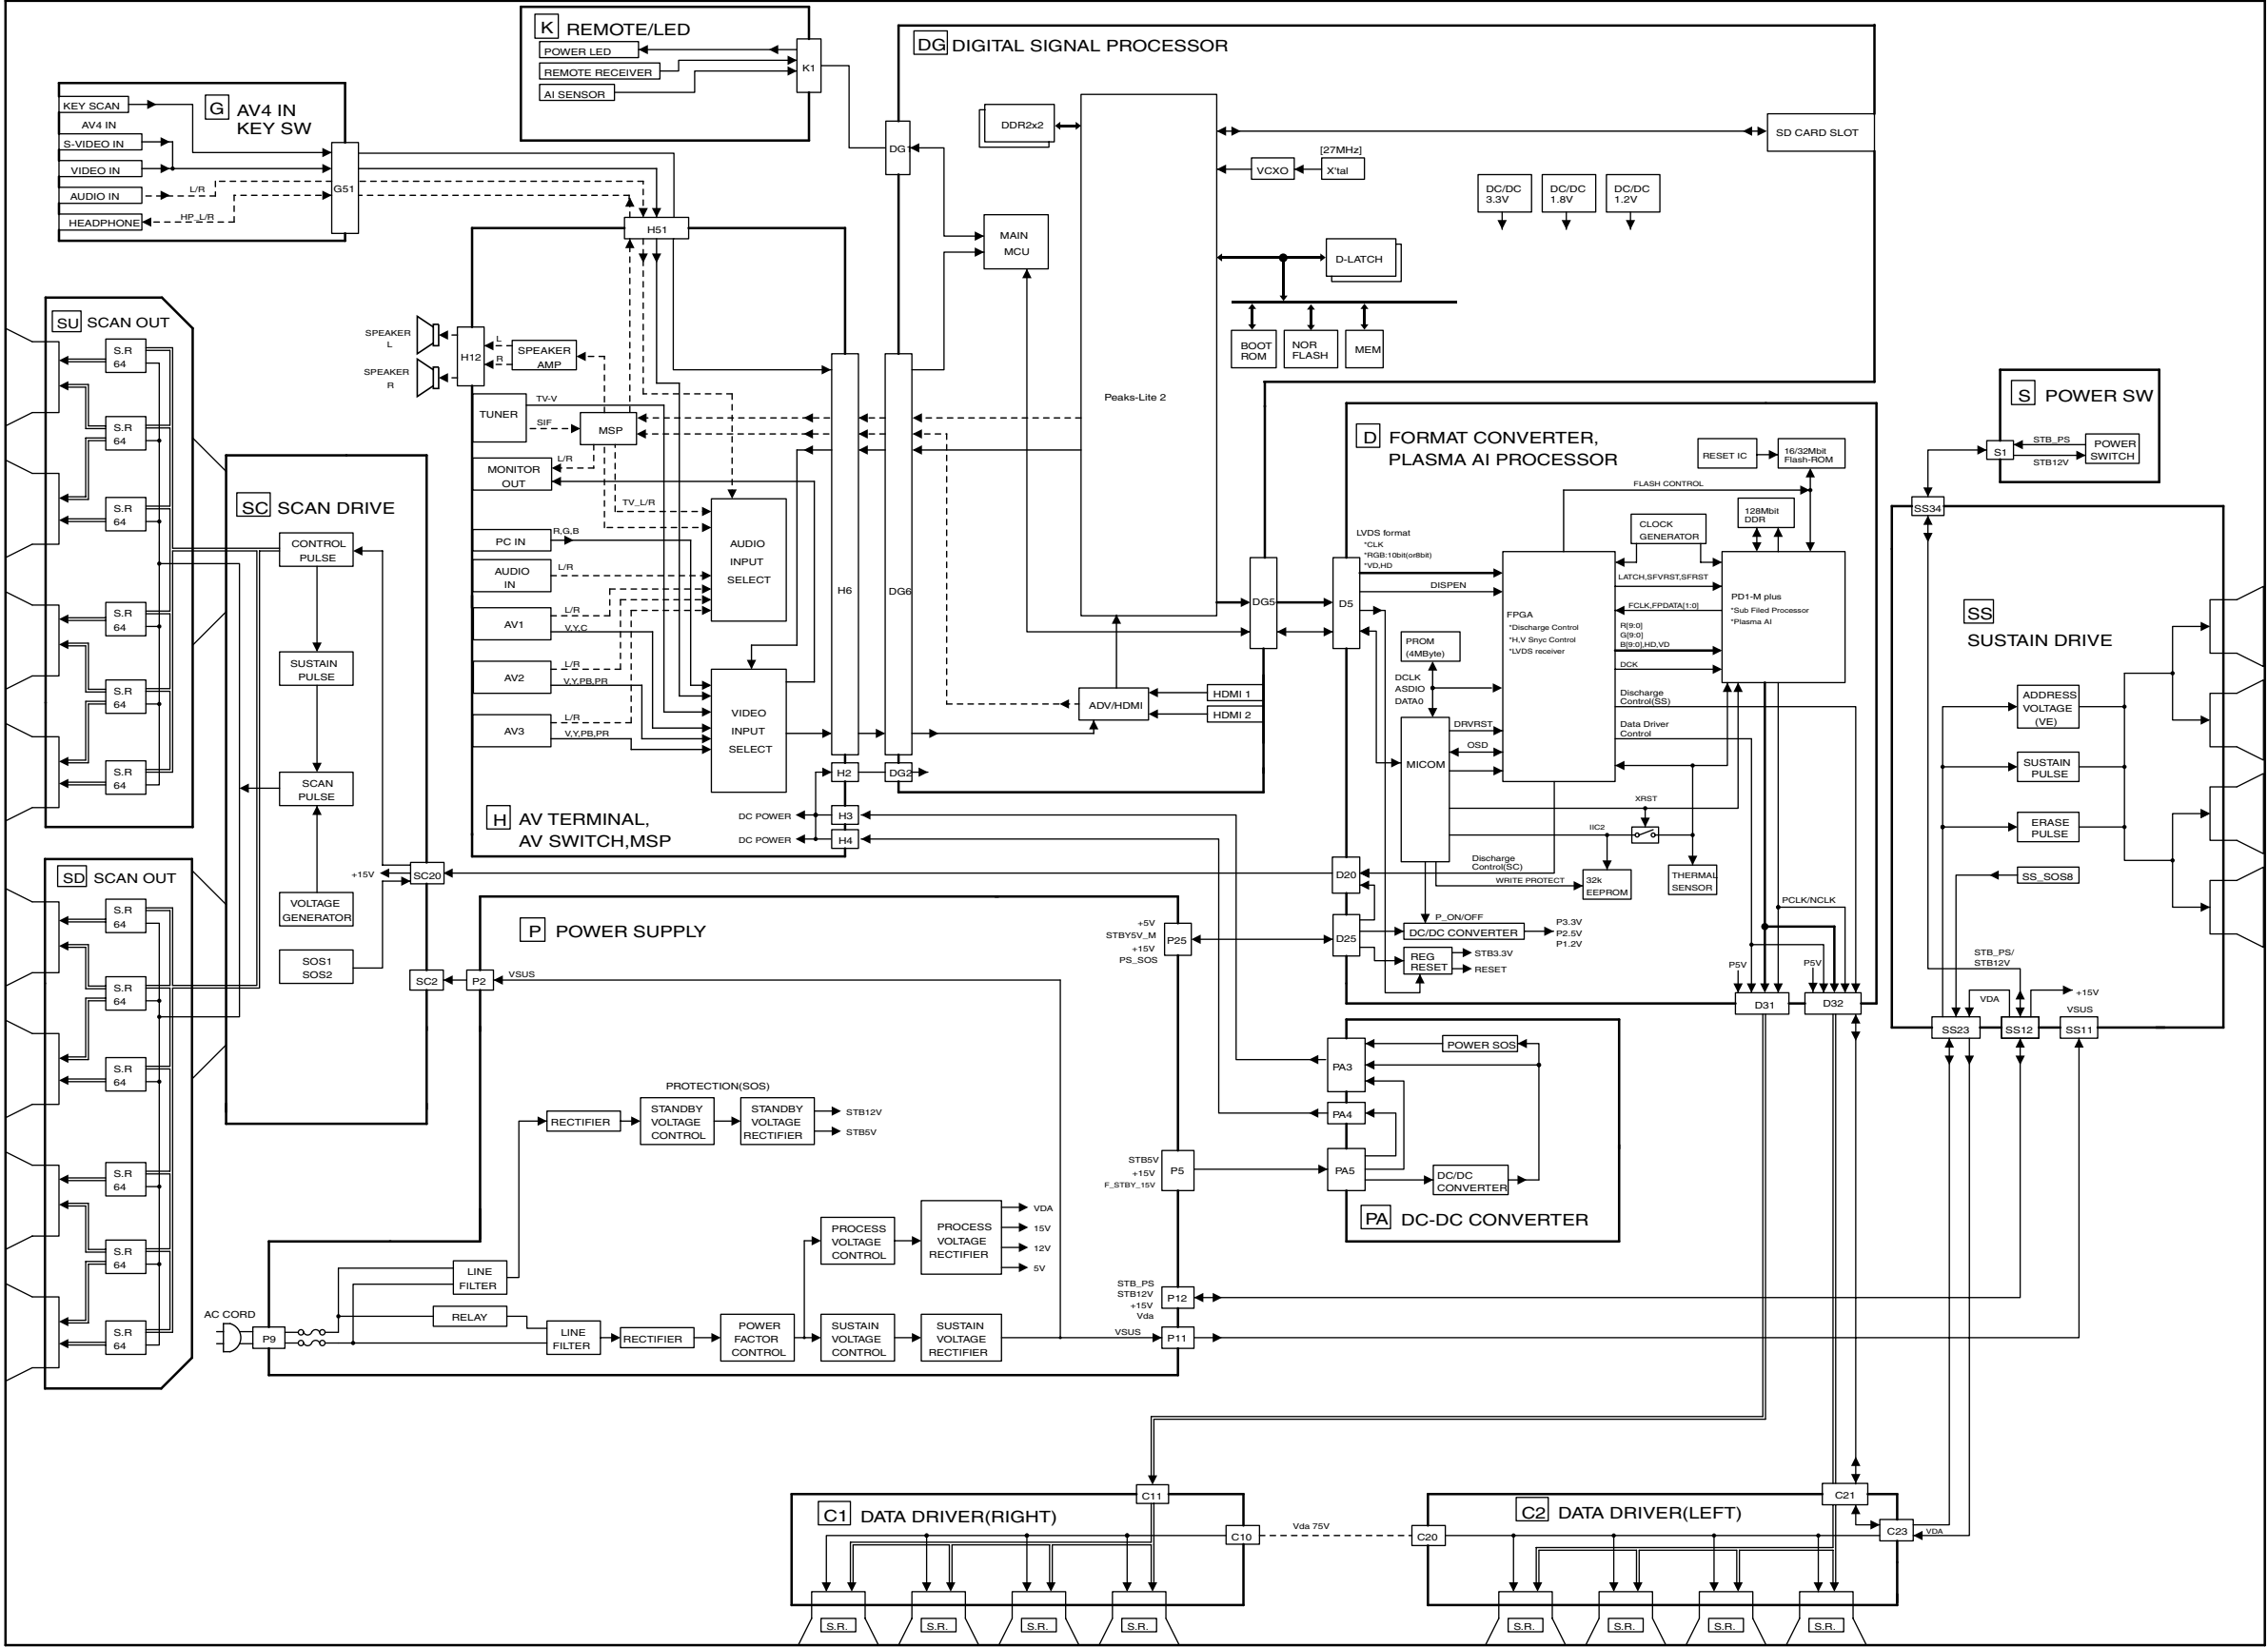 K REMOTE/LED
POWER LED
REMOTE RECEIVER
AI SENSOR
K1
DG DIGITAL SIGNAL PROCESSOR
DDR2x2
DG1
MAIN
MCU
Peaks-Lite 2
SD CARD SLOT
[27MHz]
VCXO
X'tal
DC/DC
3.3V
DC/DC
1.8V
DC/DC
1.2V
D-LATCH
BOOT
ROM
NOR
FLASH
MEM
DG6
DG5
DG2
ADV/HDMI
HDMI 1
HDMI 2
G AV4 IN
KEY SW
KEY SCAN
AV4 IN
S-VIDEO IN
VIDEO IN
AUDIO IN
L/R
HEADPHONE
HP_L/R
G51
SU SCAN OUT
S.R
64
S.R
64
S.R
64
S.R
64
S.R
64
S.R
64
SD SCAN OUT
S.R
64
S.R
64
S.R
64
S.R
64
S.R
64
S.R
64
SC SCAN DRIVE
CONTROL
PULSE
SUSTAIN
PULSE
SCAN
PULSE
VOLTAGE
GENERATOR
SOS1
SOS2
+15V
SC20
SC2
H51
SPEAKER
L
SPEAKER
R
H12
L
R
SPEAKER
AMP
TUNER
TV-V
SIF
MSP
MONITOR
OUT
L/R
TV_L/R
PC IN
R,G,B
AUDIO
IN
L/R
AV1
L/R
V,Y,C
AV2
L/R
V,Y,PB,PR
AV3
L/R
V,Y,PB,PR
AUDIO
INPUT
SELECT
VIDEO
INPUT
SELECT
H6
H2
H3
H4
DC POWER
DC POWER
H AV TERMINAL,
AV SWITCH,MSP
D FORMAT CONVERTER,
PLASMA AI PROCESSOR
RESET IC
16/32Mbit
Flash-ROM
FLASH CONTROL
128Mbit
DDR
CLOCK
GENERATOR
LVDS format
*CLK
*RGB:10bit(or8bit)
*VD,HD
DISPEN
D5
FPGA
*Discharge Control
*H,V Snyc Control
*LVDS receiver
LATCH,SFVRST,SFRST
FCLK,FPDATA[1:0]
R[9:0]
G[9:0]
B[9:0],HD,VD
DCK
PD1-M plus
*Sub Filed Processor
*Plasma AI
PROM
(4MByte)
DCLK
ASDIO
DATA0
DRVRST
OSD
MICOM
Discharge
Control(SS)
Data Driver
Control
XRST
IIC2
Discharge
Control(SC)
WRITE PROTECT
32k
EEPROM
THERMAL
SENSOR
D20
D25
P_ON/OFF
DC/DC CONVERTER
P3.3V
P2.5V
P1.2V
REG
RESET
STB3.3V
RESET
PCLK/NCLK
P5V
P5V
D31
D32
S POWER SW
S1
STB_PS
STB12V
POWER
SWITCH
SS34
SS
SUSTAIN DRIVE
ADDRESS
VOLTAGE
(VE)
SUSTAIN
PULSE
ERASE
PULSE
SS_SOS8
STB_PS/
STB12V
VDA
+15V
VSUS
SS23
SS12
SS11
P POWER SUPPLY
P2
VSUS
+5V
STBY5V_M
+15V
PS_SOS
P25
PROTECTION(SOS)
RECTIFIER
STANDBY
VOLTAGE
CONTROL
STANDBY
VOLTAGE
RECTIFIER
STB12V
STB5V
STB5V
+15V
F_STBY_15V
P5
PROCESS
VOLTAGE
CONTROL
PROCESS
VOLTAGE
RECTIFIER
VDA
15V
12V
5V
LINE
FILTER
AC CORD
P9
RELAY
LINE
FILTER
RECTIFIER
POWER
FACTOR
CONTROL
SUSTAIN
VOLTAGE
CONTROL
SUSTAIN
VOLTAGE
RECTIFIER
STB_PS
STB12V
+15V
Vda
P12
VSUS
P11
PA3
POWER SOS
PA4
PA5
DC/DC
CONVERTER
PA DC-DC CONVERTER
C1 DATA DRIVER(RIGHT)
C11
C10
Vda 75V
S.R.
S.R.
S.R.
S.R.
C2 DATA DRIVER(LEFT)
C21
C20
C23
VDA
S.R.
S.R.
S.R.
S.R.